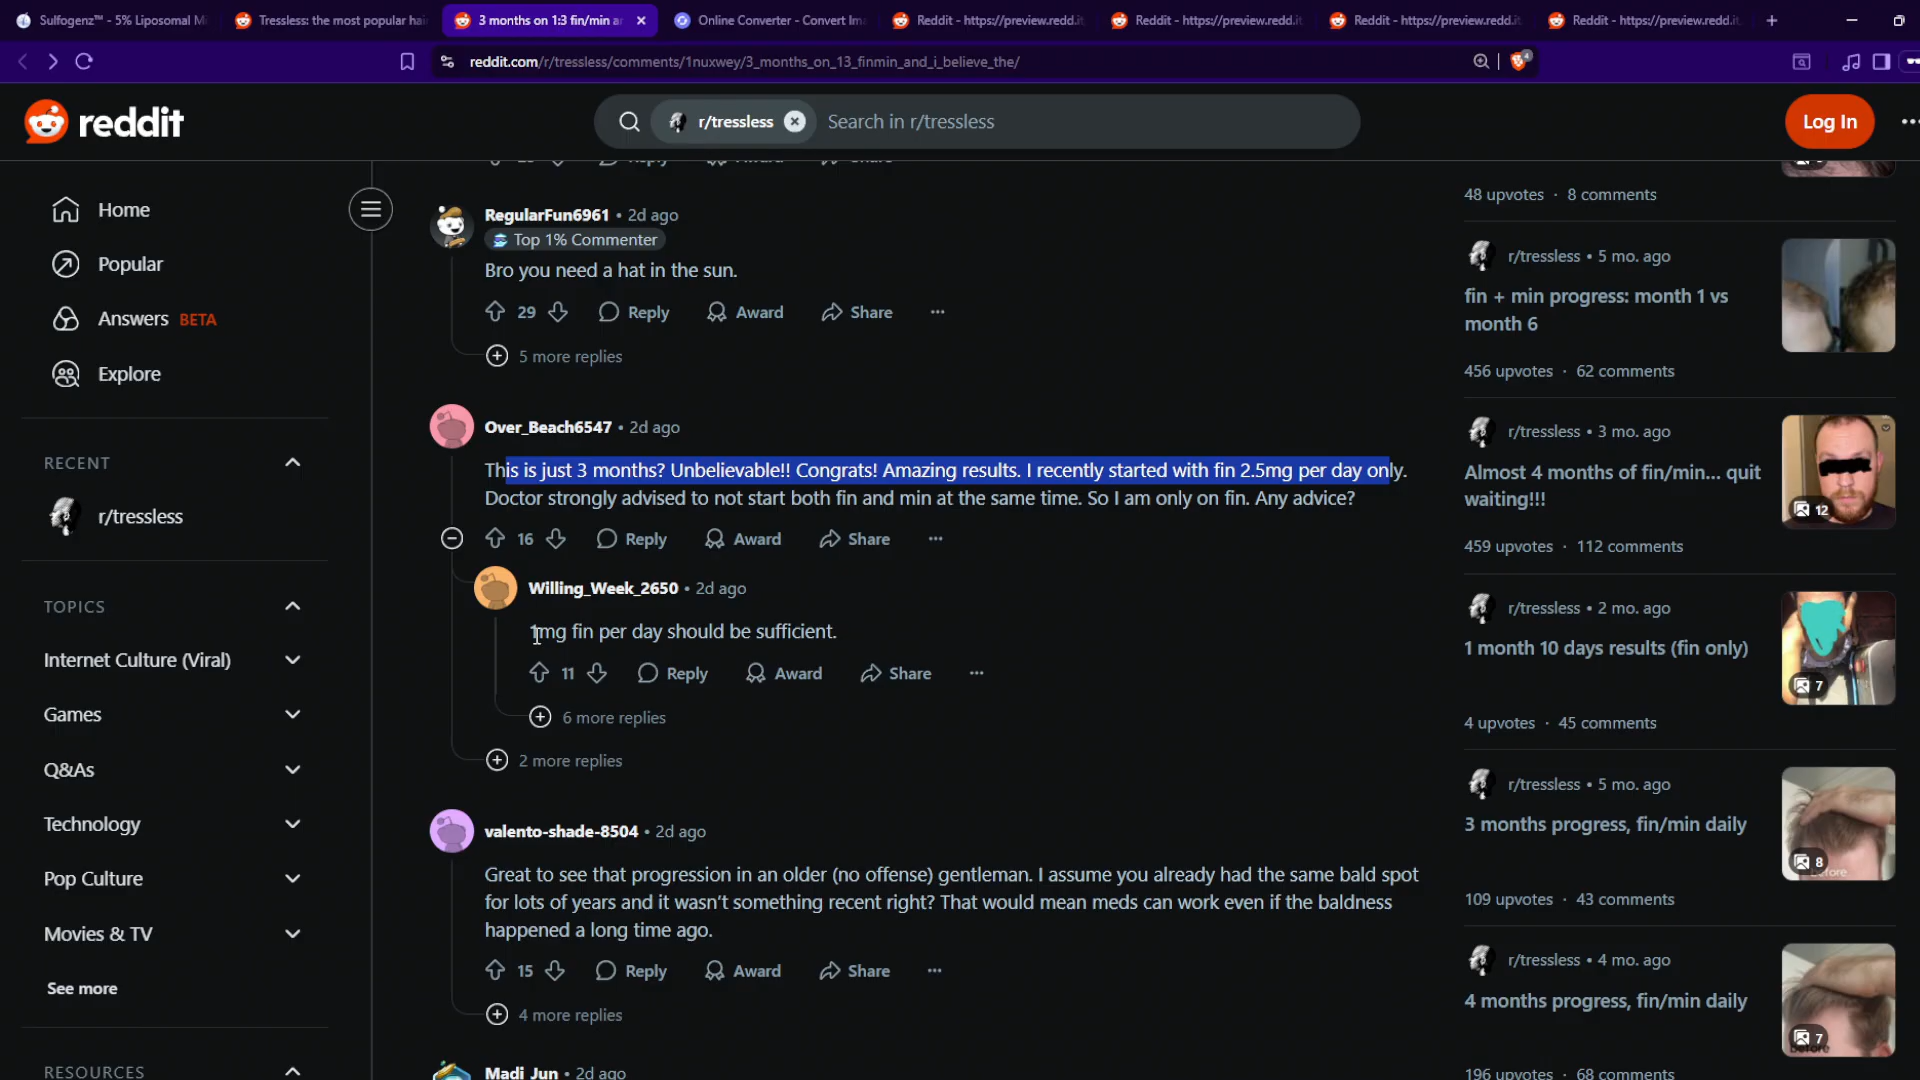 Sulfogenz™ - 5% Liposomal Mi
Tressless: the most popular hai
3 months on 1:3 fin/min ar
Online Converter - Convert Ima
Reddit - https://preview.redd.it
Reddit - https://preview.redd.it
Reddit - https://preview.redd.it
Reddit - https://preview.redd.it
reddit.com/r/tressless/comments/1nuxwey/3_months_on_13_finmin_and_i_believe_the/
4
reddit
r/tressless
Search in r/tressless
Log In
Home
Popular
Answers BETA
Explore
RECENT
r/tressless
TOPICS
Internet Culture (Viral)
Games
Q&As
Technology
Pop Culture
Movies & TV
See more
RESOURCES
RegularFun6961 • 2d ago
Top 1% Commenter
Bro you need a hat in the sun.
29 Reply Award Share
5 more replies
Over_Beach6547 • 2d ago
This is just 3 months? Unbelievable!! Congrats! Amazing results. I recently started with fin 2.5mg per day only.
Doctor strongly advised to not start both fin and min at the same time. So I am only on fin. Any advice?
16 Reply Award Share
Willing_Week_2650 • 2d ago
1mg fin per day should be sufficient.
11 Reply Award Share
6 more replies
2 more replies
valento-shade-8504 • 2d ago
Great to see that progression in an older (no offense) gentleman. I assume you already had the same bald spot
for lots of years and it wasn't something recent right? That would mean meds can work even if the baldness
happened a long time ago.
15 Reply Award Share
4 more replies
Madi_Jun • 2d ago
48 upvotes · 8 comments
r/tressless • 5 mo. ago
fin + min progress: month 1 vs
month 6
456 upvotes · 62 comments
r/tressless • 3 mo. ago
Almost 4 months of fin/min... quit
waiting!!!
12
459 upvotes · 112 comments
r/tressless • 2 mo. ago
1 month 10 days results (fin only)
7
4 upvotes · 45 comments
r/tressless • 5 mo. ago
3 months progress, fin/min daily
8
Before
109 upvotes · 43 comments
r/tressless • 4 mo. ago
4 months progress, fin/min daily
7
Before
196 upvotes · 68 comments